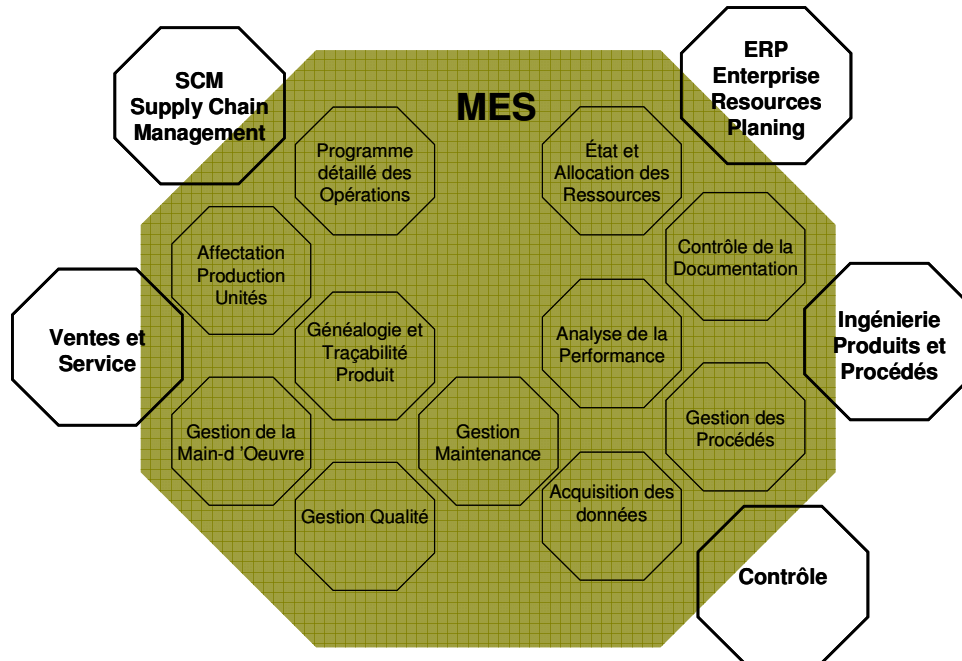 SCM
Supply Chain
Management
MES
ERP
Enterprise
Resources
Planing
Programme
détaillé des
Opérations
État et
Allocation des
Ressources
Affectation
Production
Unités
Contrôle de la
Documentation
Ventes et
Service
Généalogie et
Traçabilité
Produit
Analyse de la
Performance
Ingénierie
Produits et
Procédés
Gestion de la
Main-d 'Oeuvre
Gestion
Maintenance
Gestion des
Procédés
Gestion Qualité
Acquisition des
données
Contrôle